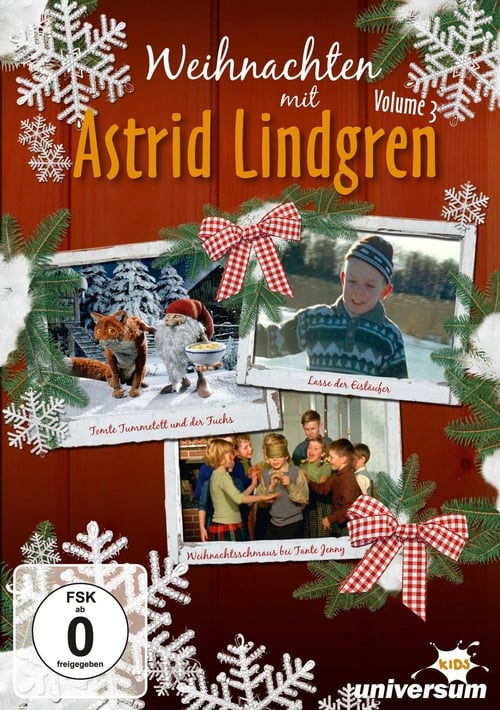 Weihnachten
mit
Volume 3
Astrid Lindgren
Lasse der Eisläufer
Tomte Tummetott und der Fuchs
Weihnachtsschmaus bei Tante Jenny
FSK
ab
0
freigegeben
KIDS
universum